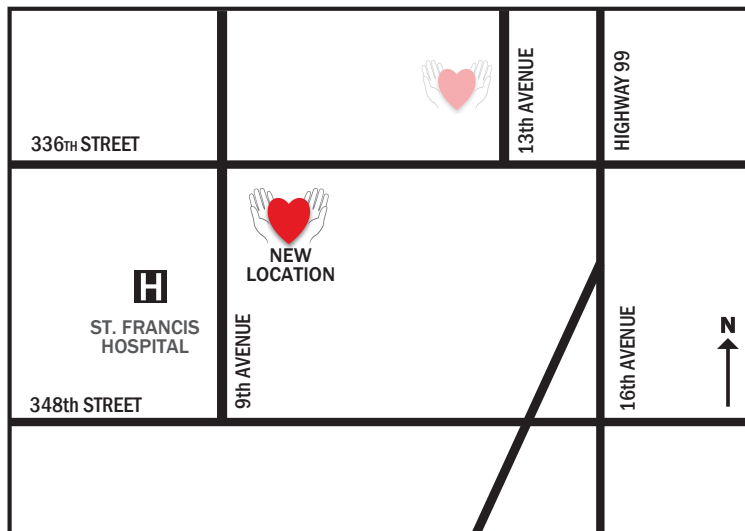 13th AVENUE
HIGHWAY 99
336TH STREET
NEW
LOCATION
H
ST. FRANCIS
HOSPITAL
9th AVENUE
16th AVENUE
N
348th STREET